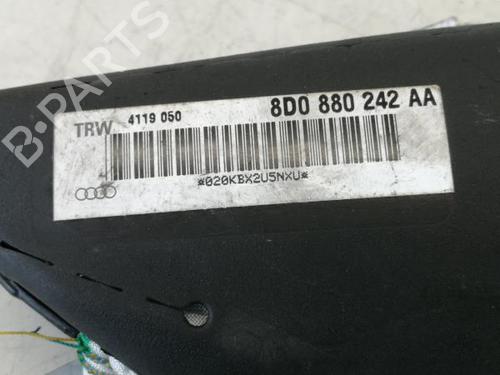 B-PARTS
TRW 4119 050 8D0 880 242 AA
*020KBX2U5NXU*